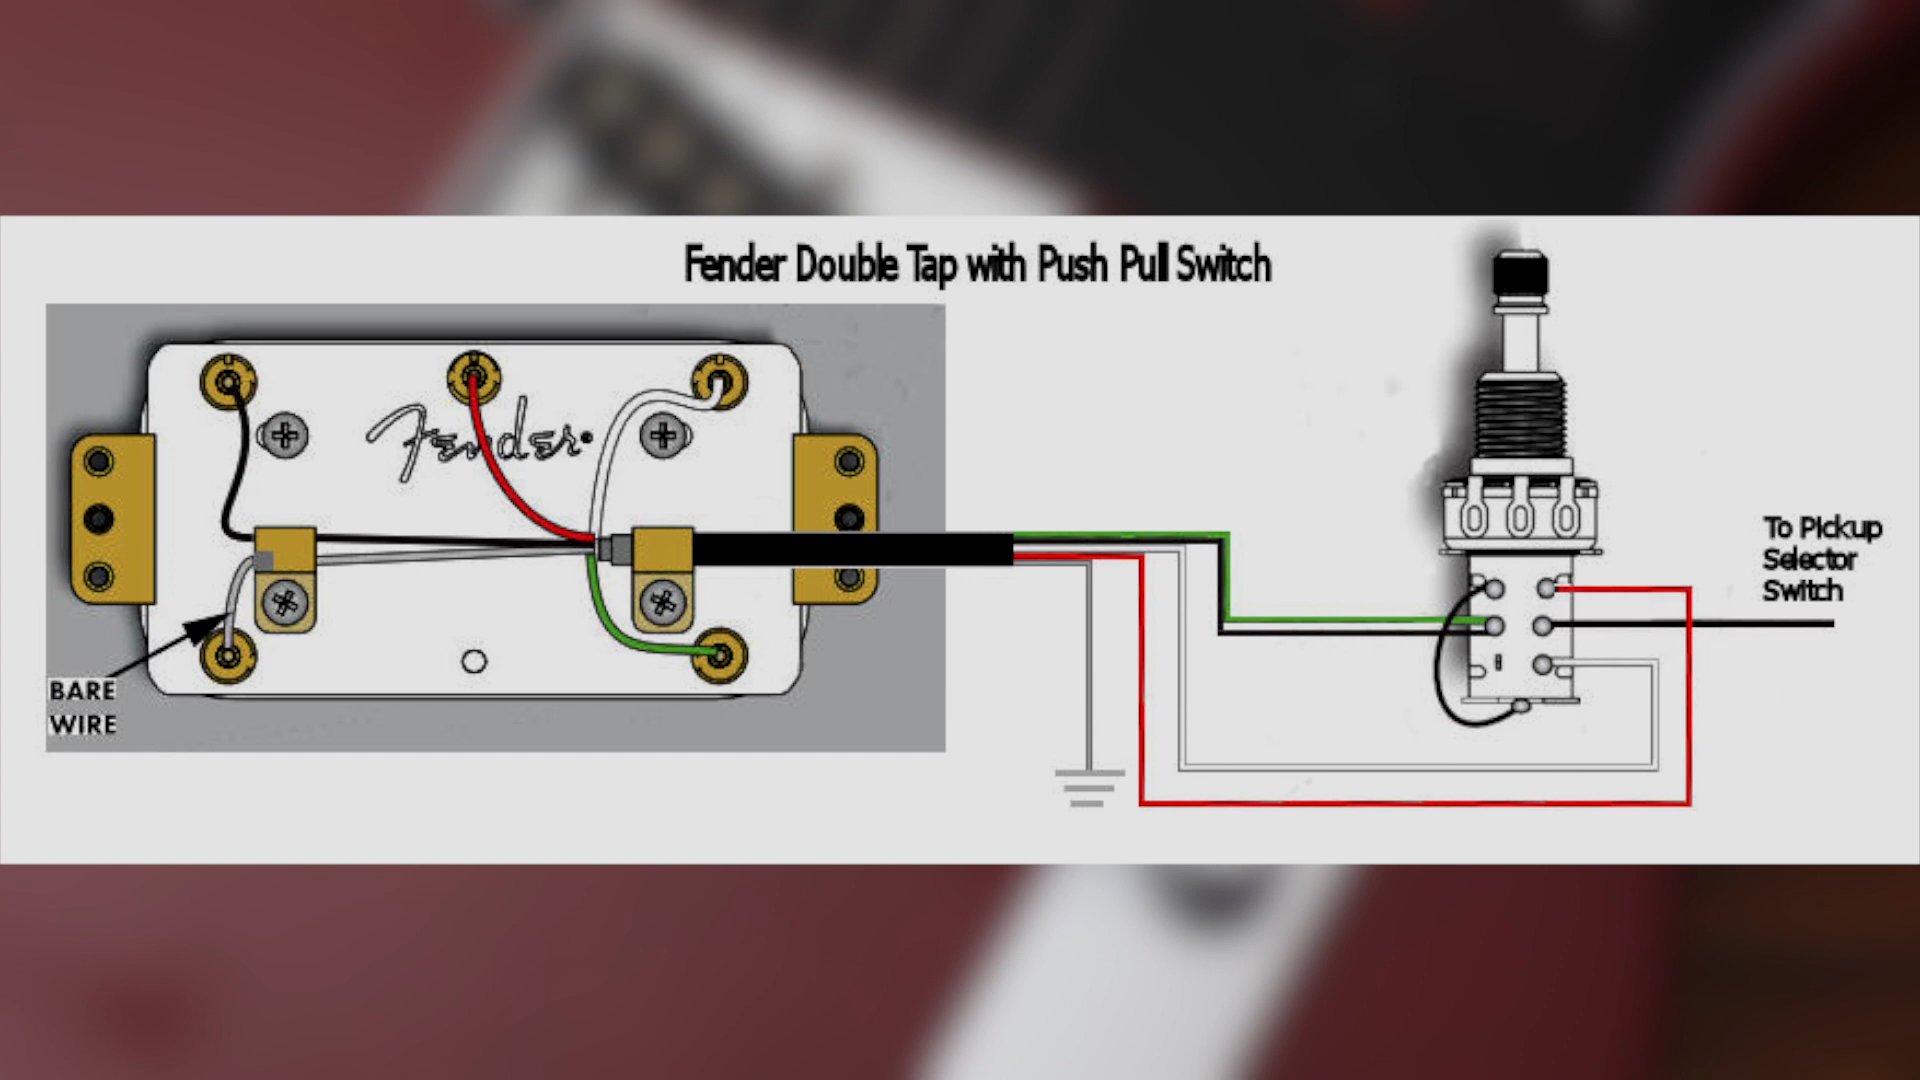 Fender Double Tap with Push Pull Switch
Fender
To Pickup
Selector
Switch
BARE
WIRE